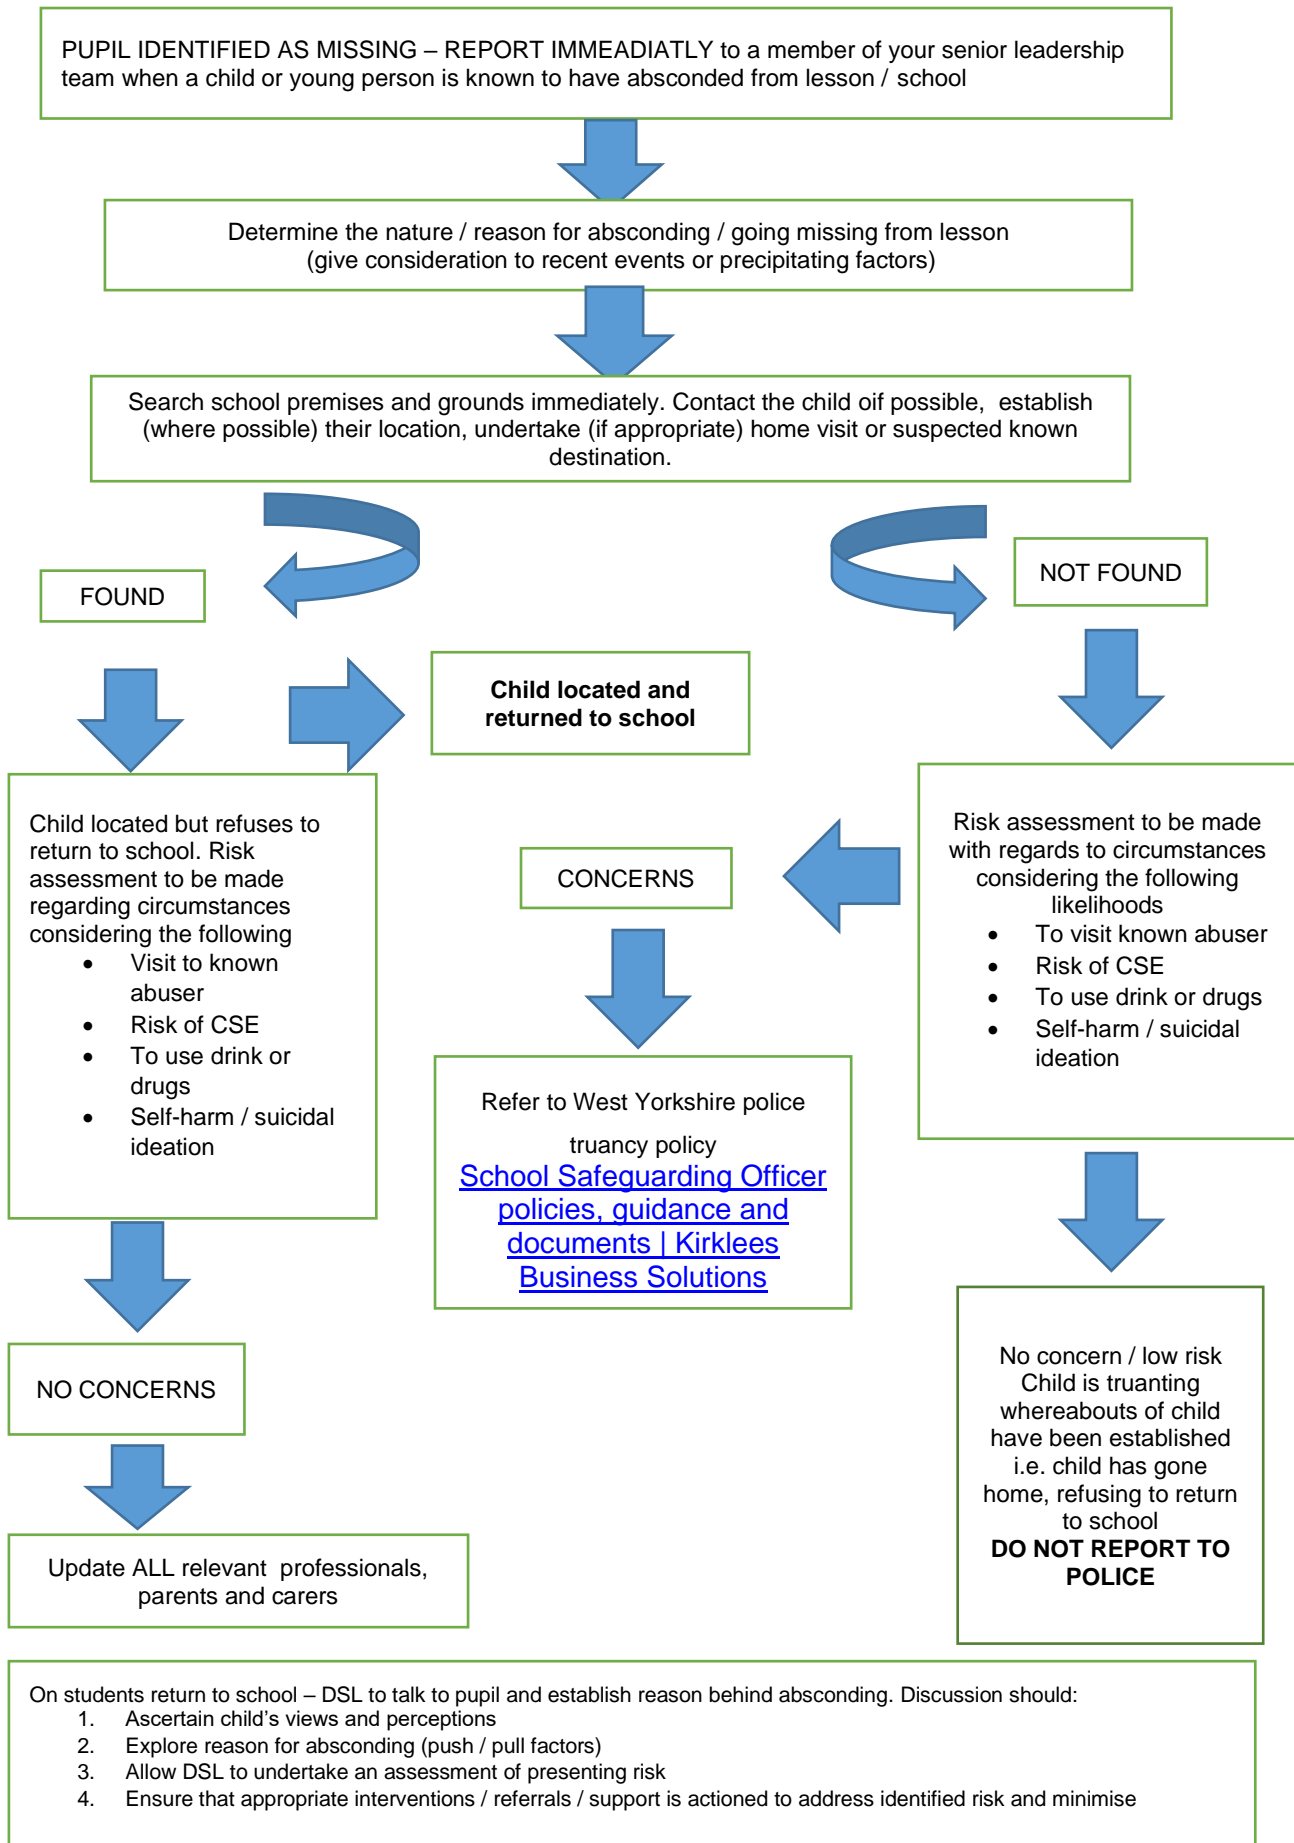 PUPIL IDENTIFIED AS MISSING – REPORT IMMEADIATLY to a member of your senior leadership
team when a child or young person is known to have absconded from lesson / school
Determine the nature / reason for absconding / going missing from lesson
(give consideration to recent events or precipitating factors)
Search school premises and grounds immediately. Contact the child oif possible, establish
(where possible) their location, undertake (if appropriate) home visit or suspected known
destination.
FOUND
NOT FOUND
Child located and
returned to school
Child located but refuses to
return to school. Risk
assessment to be made
regarding circumstances
considering the following
• Visit to known
abuser
• Risk of CSE
• To use drink or
drugs
• Self-harm / suicidal
ideation
CONCERNS
Risk assessment to be made
with regards to circumstances
considering the following
likelihoods
• To visit known abuser
• Risk of CSE
• To use drink or drugs
• Self-harm / suicidal
ideation
Refer to West Yorkshire police
truancy policy
School Safeguarding Officer
policies, guidance and
documents | Kirklees
Business Solutions
NO CONCERNS
No concern / low risk
Child is truanting
whereabouts of child
have been established
i.e. child has gone
home, refusing to return
to school
DO NOT REPORT TO
POLICE
Update ALL relevant professionals,
parents and carers
On students return to school – DSL to talk to pupil and establish reason behind absconding. Discussion should:
1. Ascertain child's views and perceptions
2. Explore reason for absconding (push / pull factors)
3. Allow DSL to undertake an assessment of presenting risk
4. Ensure that appropriate interventions / referrals / support is actioned to address identified risk and minimise